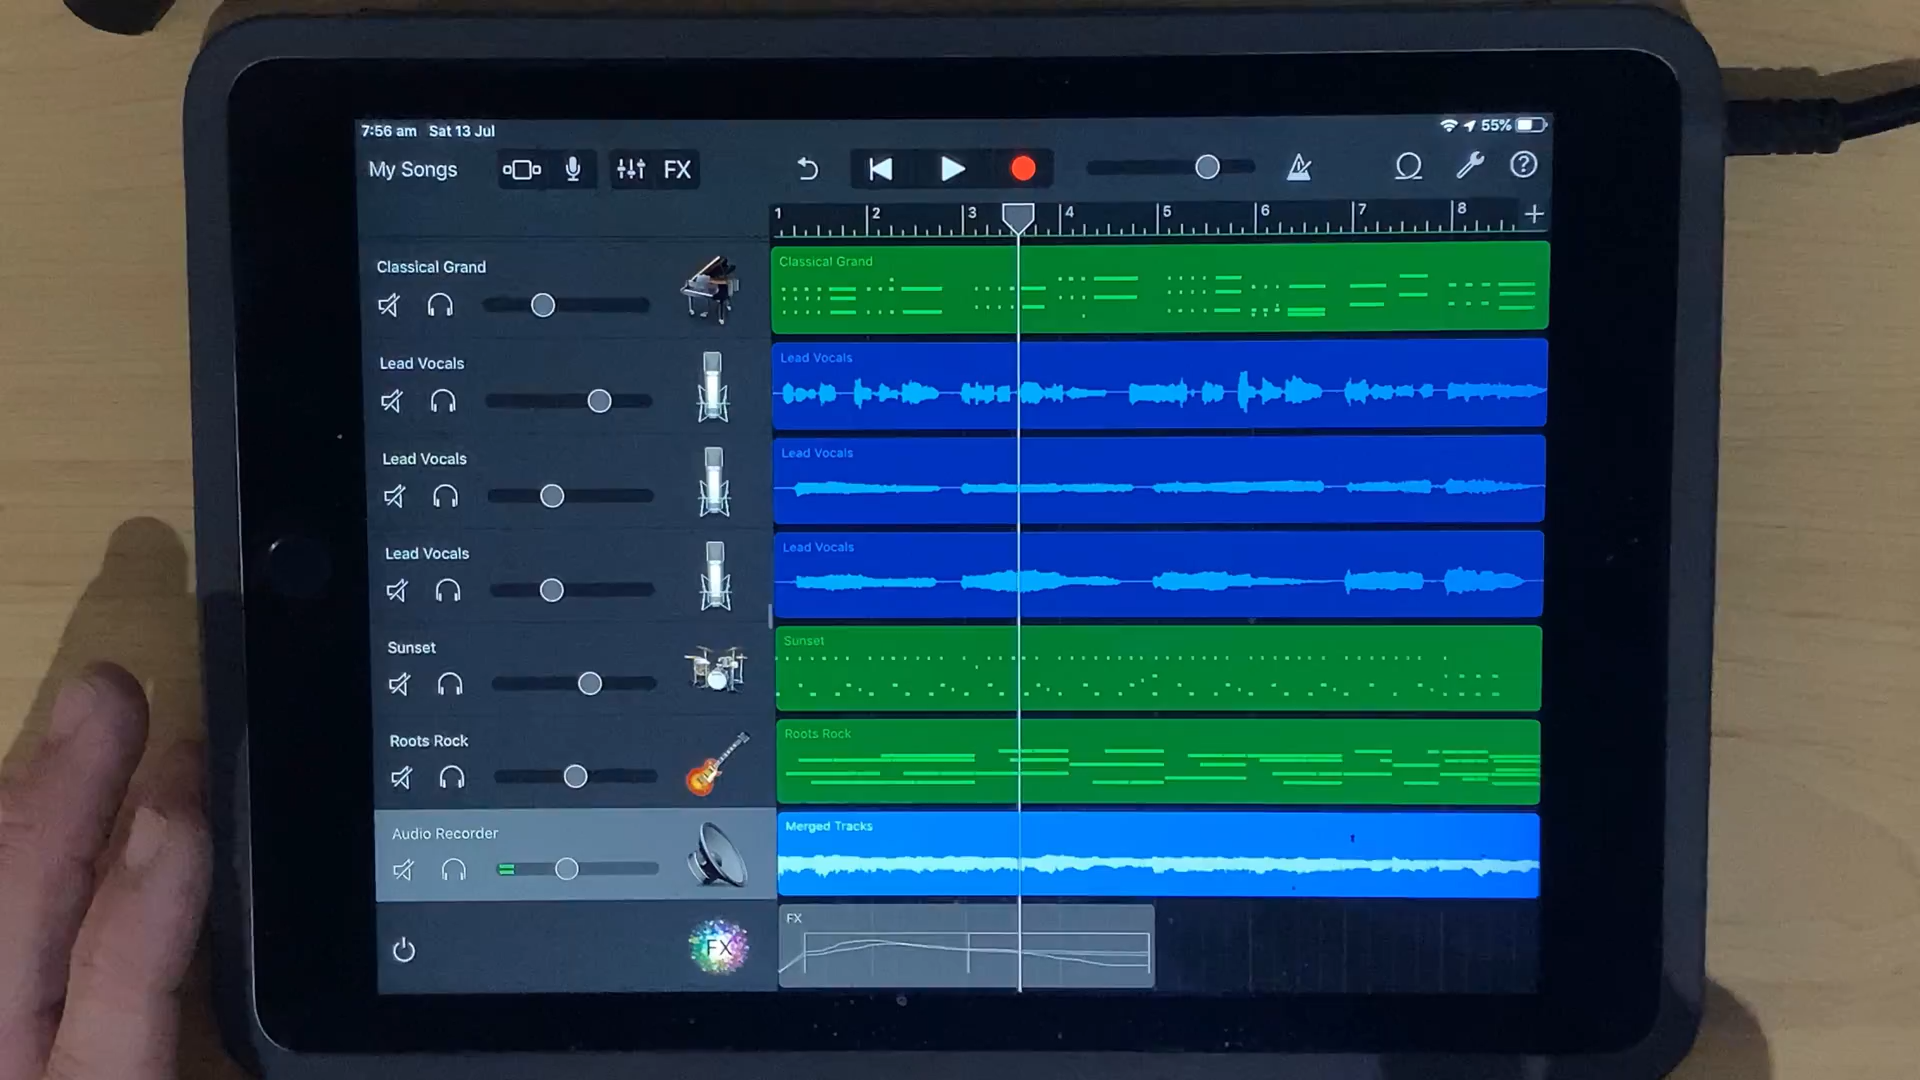 7:56 am Sat 13 Jul
55%
My Songs
FX
1 2 3 4 5 6 7 8
Classical Grand
Classical Grand
Lead Vocals
Lead Vocals
Lead Vocals
Lead Vocals
Lead Vocals
Lead Vocals
Sunset
Sunset
Roots Rock
Roots Rock
Audio Recorder
Merged Tracks
FX
FX